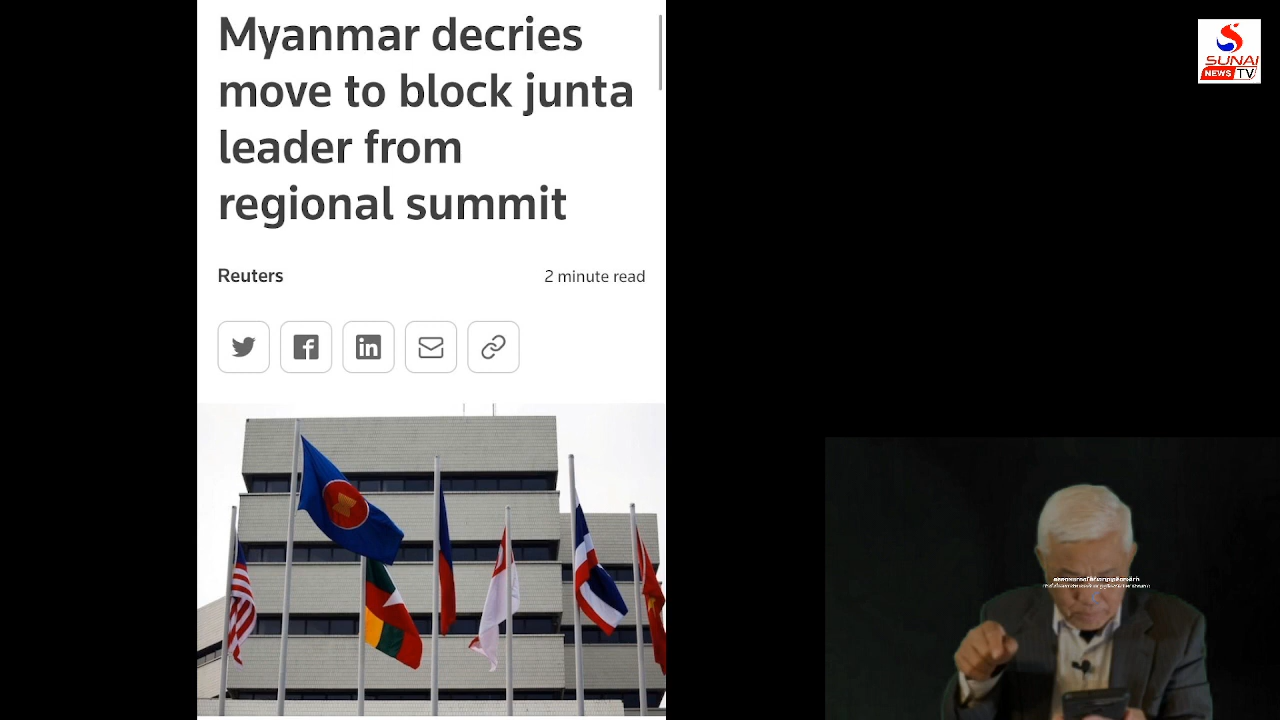 Myanmar decries
move to block junta
leader from
regional summit
Reuters
2 minute read
SUNAI
NEWS TV